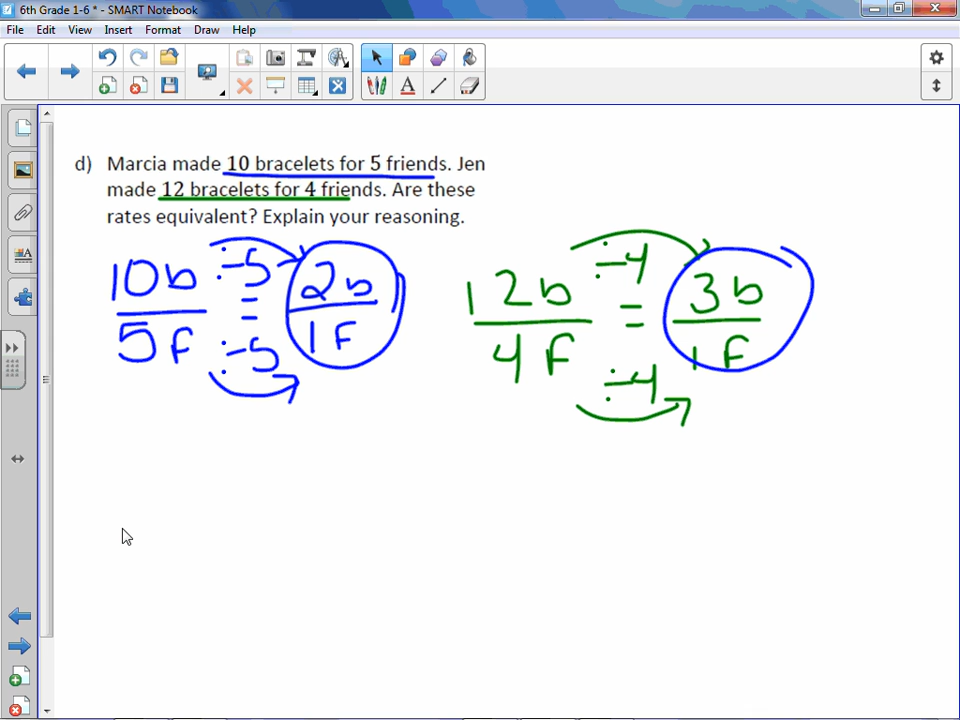 6th Grade 1-6 * - SMART Notebook
File Edit View Insert Format Draw Help
d) Marcia made 10 bracelets for 5 friends. Jen
made 12 bracelets for 4 friends. Are these
rates equivalent? Explain your reasoning.
÷5 ÷4
10b = 2b 12b = 3b
5F 1F 4F 1F
÷5 ÷4